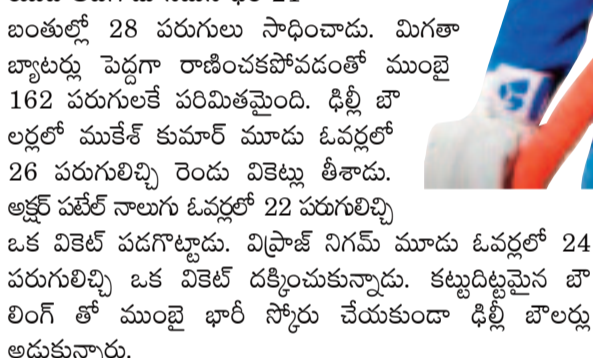 బంతుల్లో 28 పరుగులు సాధించాడు. మిగతా
బ్యాటర్లు పెద్దగా రాణించకపోవడంతో ముంబై
162 పరుగులకే పరిమితమైంది. ఢిల్లీ బౌ
లర్లలో ముకేశ్ కుమార్ మూడు ఓవర్లలో
26 పరుగులిచ్చి రెండు వికెట్లు తీశాడు.
అక్షర్ పటేల్ నాలుగు ఓవర్లలో 22 పరుగులిచ్చి
ఒక వికెట్ పడగొట్టాడు. విప్రాజ్ నిగమ్ మూడు ఓవర్లలో 24
పరుగులిచ్చి ఒక వికెట్ దక్కించుకున్నాడు. కట్టుదిట్టమైన బౌ
లింగ్ తో ముంబై భారీ స్కోరు చేయకుండా ఢిల్లీ బౌలర్లు
అడ్డుకున్నారు.